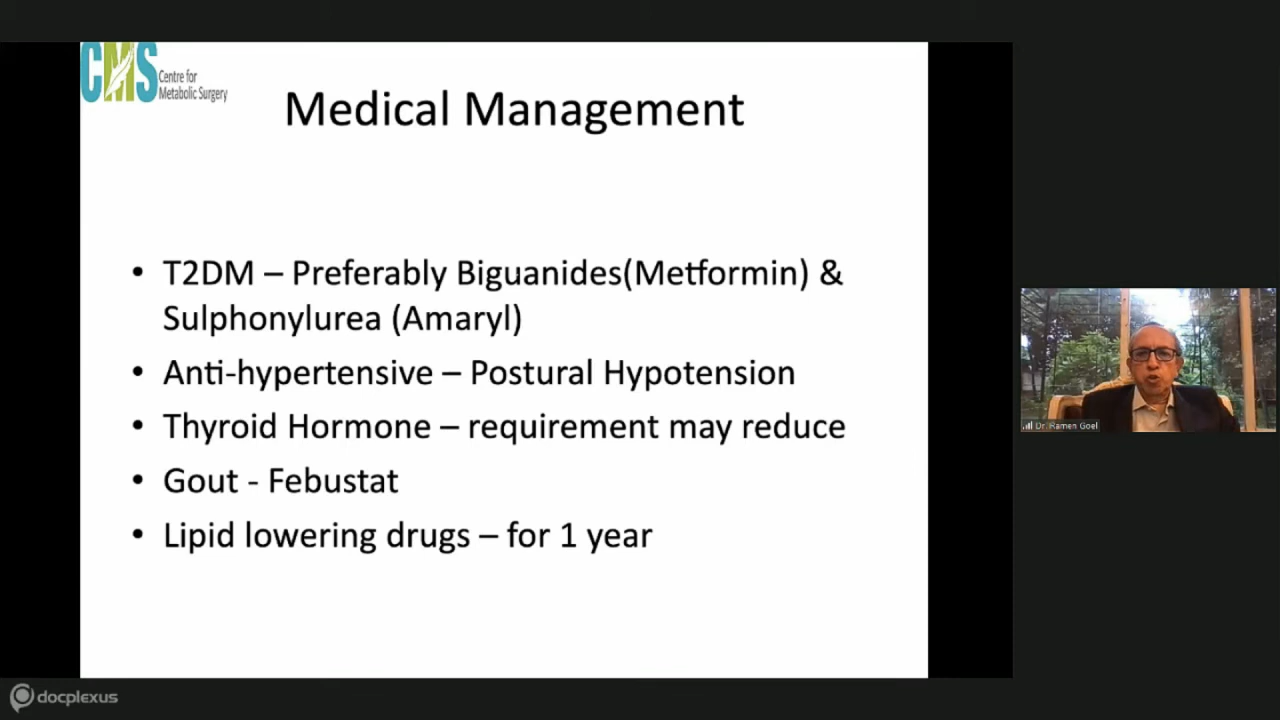 CMS Centre for
Metabolic Surgery
Medical Management
• T2DM – Preferably Biguanides(Metformin) &
Sulphonylurea (Amaryl)
• Anti-hypertensive – Postural Hypotension
• Thyroid Hormone – requirement may reduce
• Gout - Febustat
• Lipid lowering drugs – for 1 year
Dr. Ramen Goel
docplexus